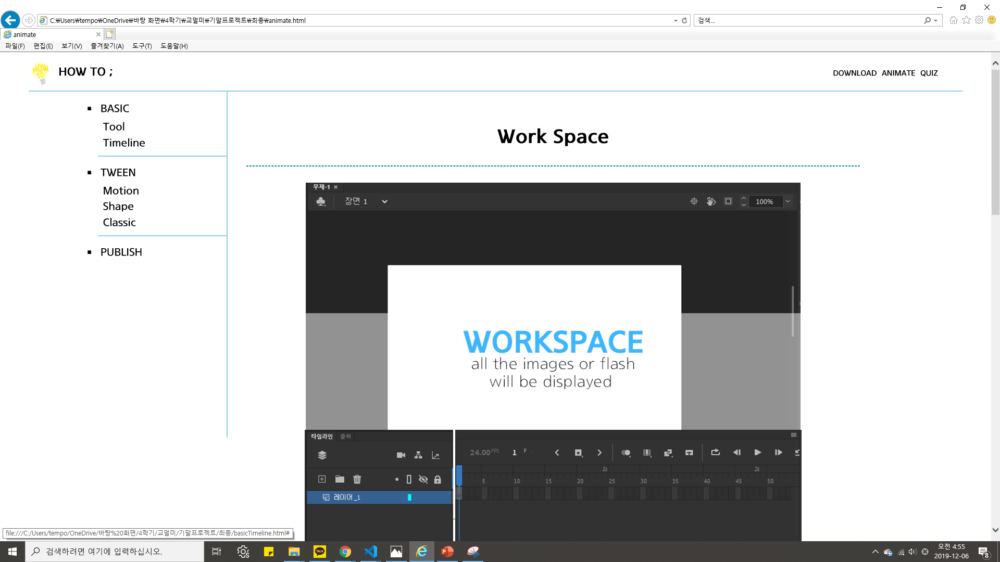 C:₩Users₩tempo₩OneDrive₩바탕 화면₩4학기₩교멀미₩기말프로젝트₩최종₩animate.html
검색...
animate
파일(F) 편집(E) 보기(V) 즐겨찾기(A) 도구(T) 도움말(H)
HOW TO;
HOW TO ;
DOWNLOAD ANIMATE QUIZ
BASIC
Tool
Timeline
TWEEN
Motion
Shape
Classic
PUBLISH
Work Space
무제-1
장면 1
100%
WORKSPACE
all the images or flash
will be displayed
타임라인 출력
24.00 FPS 1 F
1s 2s
5 10 15 20 25 30 35 40 45 50
레이어_1
file:///C:/Users/tempo/OneDrive/바탕%20화면/4학기/교멀미/기말프로젝트/최종/basicTimeline.html#
검색하려면 여기에 입력하십시오.
TALK
오전 4:55
2019-12-06
8